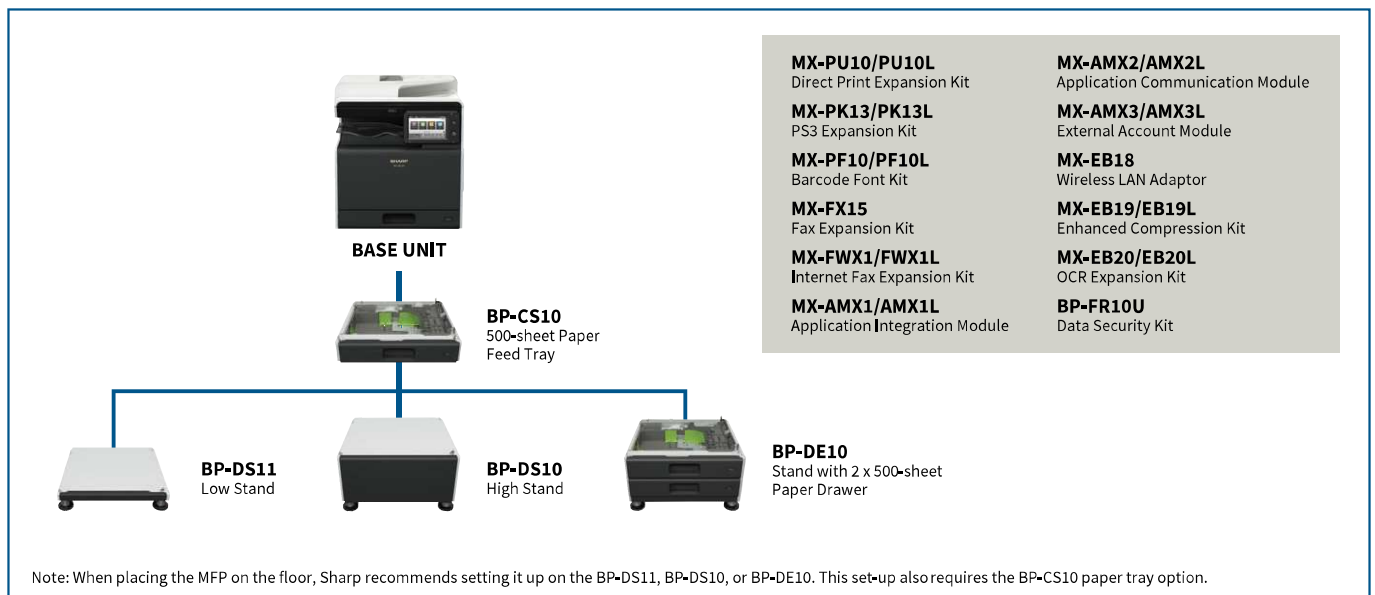 SHARP
BASE UNIT
BP-CS10
500-sheet Paper
Feed Tray
BP-DS11
Low Stand
BP-DS10
High Stand
BP-DE10
Stand with 2 x 500-sheet
Paper Drawer
MX-PU10/PU10L
Direct Print Expansion Kit
MX-PK13/PK13L
PS3 Expansion Kit
MX-PF10/PF10L
Barcode Font Kit
MX-FX15
Fax Expansion Kit
MX-FWX1/FWX1L
Internet Fax Expansion Kit
MX-AMX1/AMX1L
Application Integration Module
MX-AMX2/AMX2L
Application Communication Module
MX-AMX3/AMX3L
External Account Module
MX-EB18
Wireless LAN Adaptor
MX-EB19/EB19L
Enhanced Compression Kit
MX-EB20/EB20L
OCR Expansion Kit
BP-FR10U
Data Security Kit
Note: When placing the MFP on the floor, Sharp recommends setting it up on the BP-DS11, BP-DS10, or BP-DE10. This set-up also requires the BP-CS10 paper tray option.